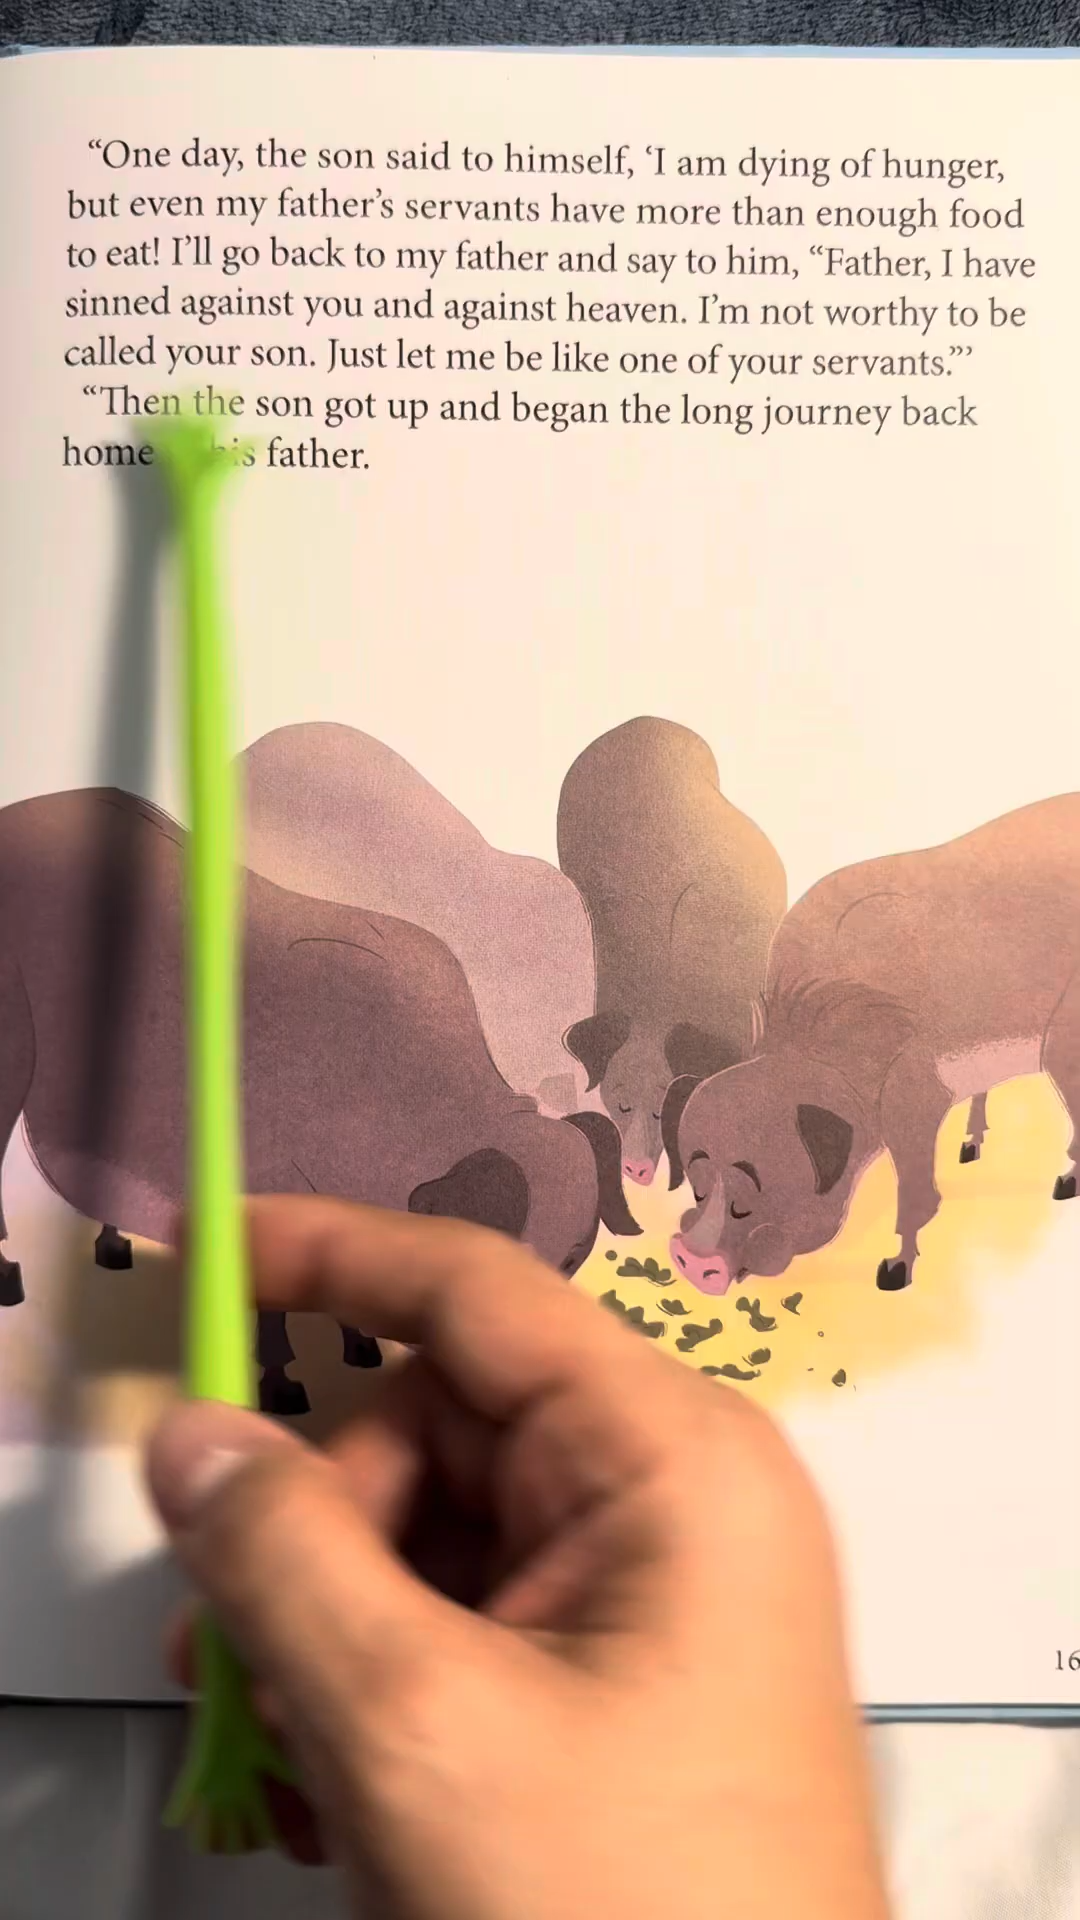 “One day, the son said to himself, ‘I am dying of hunger,
but even my father’s servants have more than enough food
to eat! I’ll go back to my father and say to him, “Father, I have
sinned against you and against heaven. I’m not worthy to be
called your son. Just let me be like one of your servants.”’
“Then the son got up and began the long journey back
home his father.